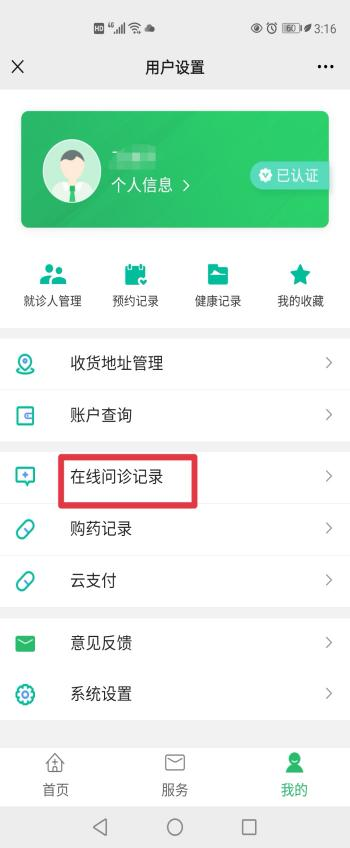 HD 4G 60 3:16
用户设置
个人信息
已认证
就诊人管理 预约记录 健康记录 我的收藏
收货地址管理
账户查询
在线问诊记录
购药记录
云支付
意见反馈
系统设置
首页 服务 我的